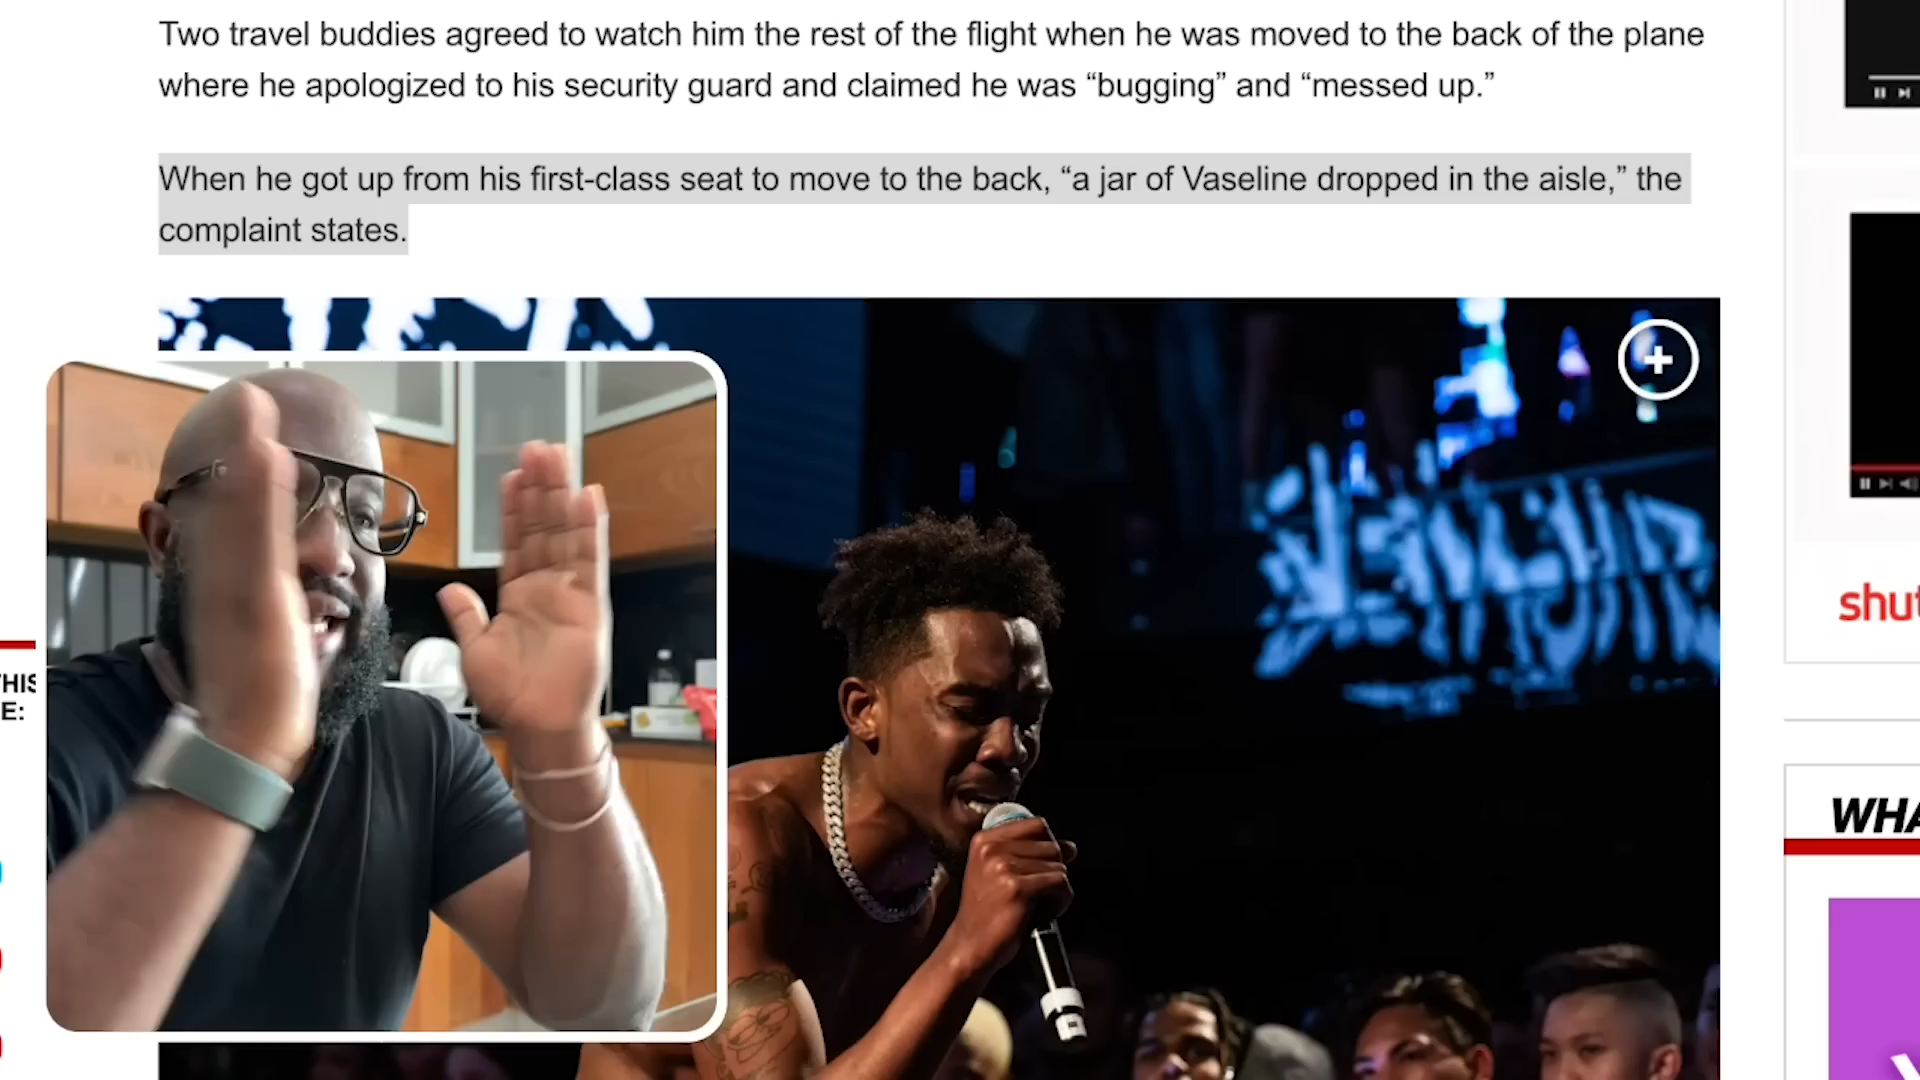 Two travel buddies agreed to watch him the rest of the flight when he was moved to the back of the plane
where he apologized to his security guard and claimed he was “bugging” and “messed up.”
When he got up from his first-class seat to move to the back, “a jar of Vaseline dropped in the aisle,” the
complaint states.
shut
HIS
E:
WHA